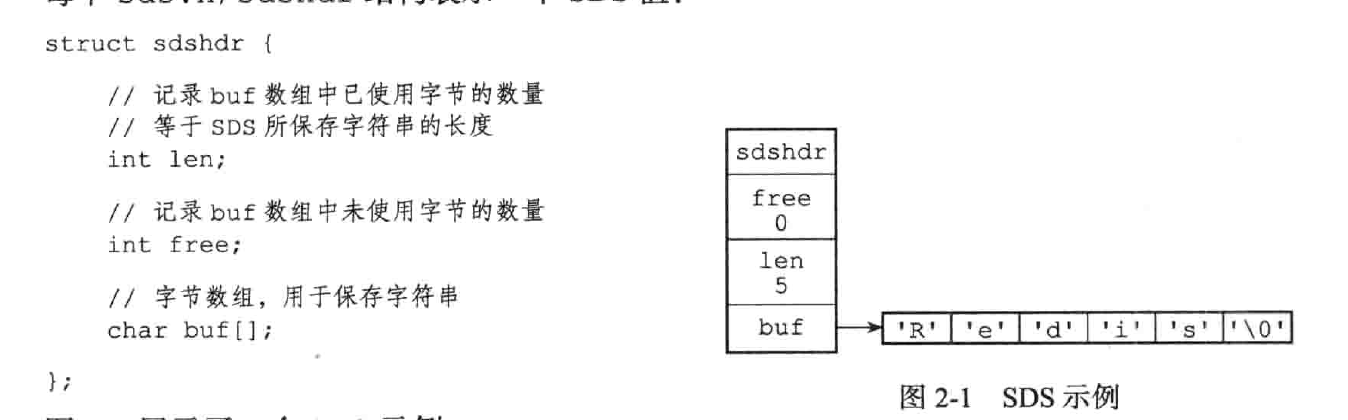 struct sdshdr {
// 记录 buf 数组中已使用字节的数量
// 等于 SDS 所保存字符串的长度
int len;
// 记录 buf 数组中未使用字节的数量
int free;
// 字节数组，用于保存字符串
char buf[];
};
sdshdr
free
0
len
5
buf
'R' 'e' 'd' 'i' 's' '\0'
图 2-1 SDS 示例